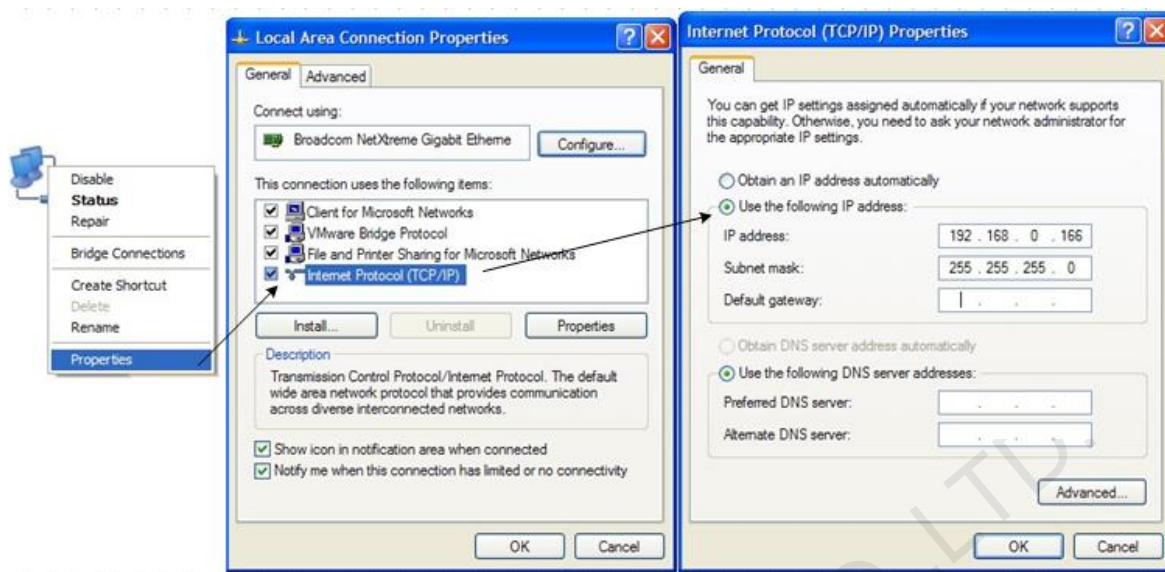 Disable
Status
Repair
Bridge Connections
Create Shortcut
Delete
Rename
Properties
Local Area Connection Properties
General Advanced
Connect using:
Broadcom NetXtreme Gigabit Etherne
Configure...
This connection uses the following items:
Client for Microsoft Networks
VMware Bridge Protocol
File and Printer Sharing for Microsoft Networks
Internet Protocol (TCP/IP)
Install... Uninstall Properties
Description
Transmission Control Protocol/Internet Protocol. The default
wide area network protocol that provides communication
across diverse interconnected networks.
Show icon in notification area when connected
Notify me when this connection has limited or no connectivity
OK Cancel
Internet Protocol (TCP/IP) Properties
General
You can get IP settings assigned automatically if your network supports
this capability. Otherwise, you need to ask your network administrator for
the appropriate IP settings.
Obtain an IP address automatically
Use the following IP address:
IP address: 192 . 168 . 0 . 166
Subnet mask: 255 . 255 . 255 . 0
Default gateway: . . .
Obtain DNS server address automatically
Use the following DNS server addresses:
Preferred DNS server: . . .
Alternate DNS server: . . .
Advanced...
OK Cancel
LTD.